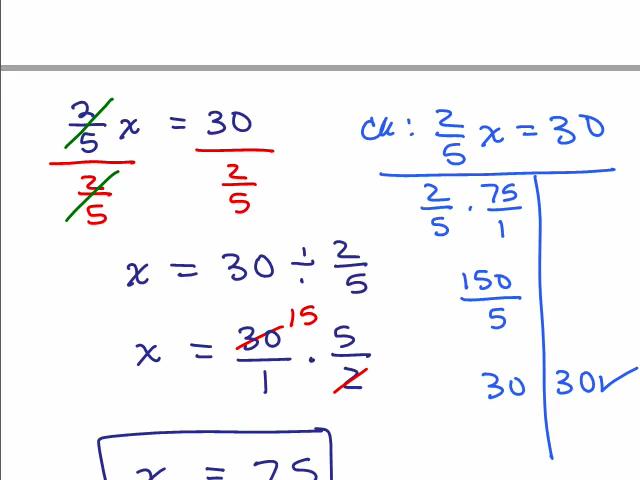 2/5 x = 30
2/5 2/5
x = 30 ÷ 2/5
x = 30/1 · 5/2
15
x = 75
ck: 2/5 x = 30
2/5 · 75/1
150/5
30 30✓